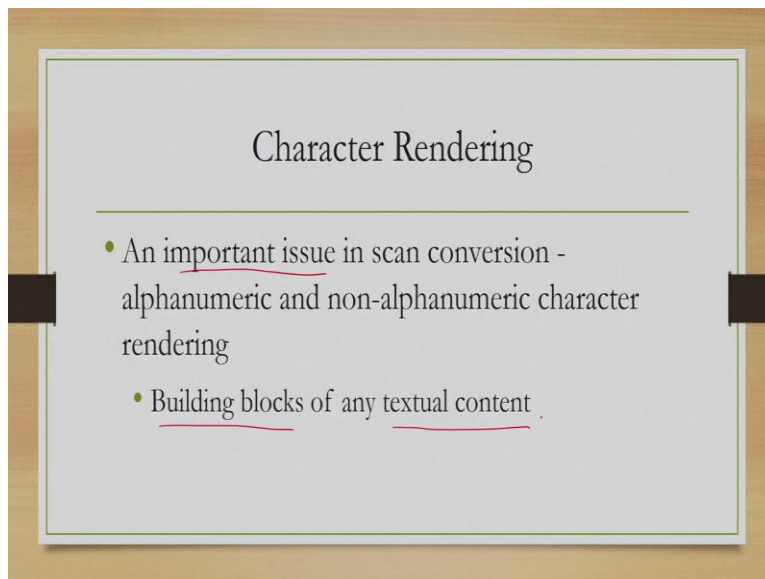 Character Rendering
• An important issue in scan conversion -
alphanumeric and non-alphanumeric character
rendering
• Building blocks of any textual content